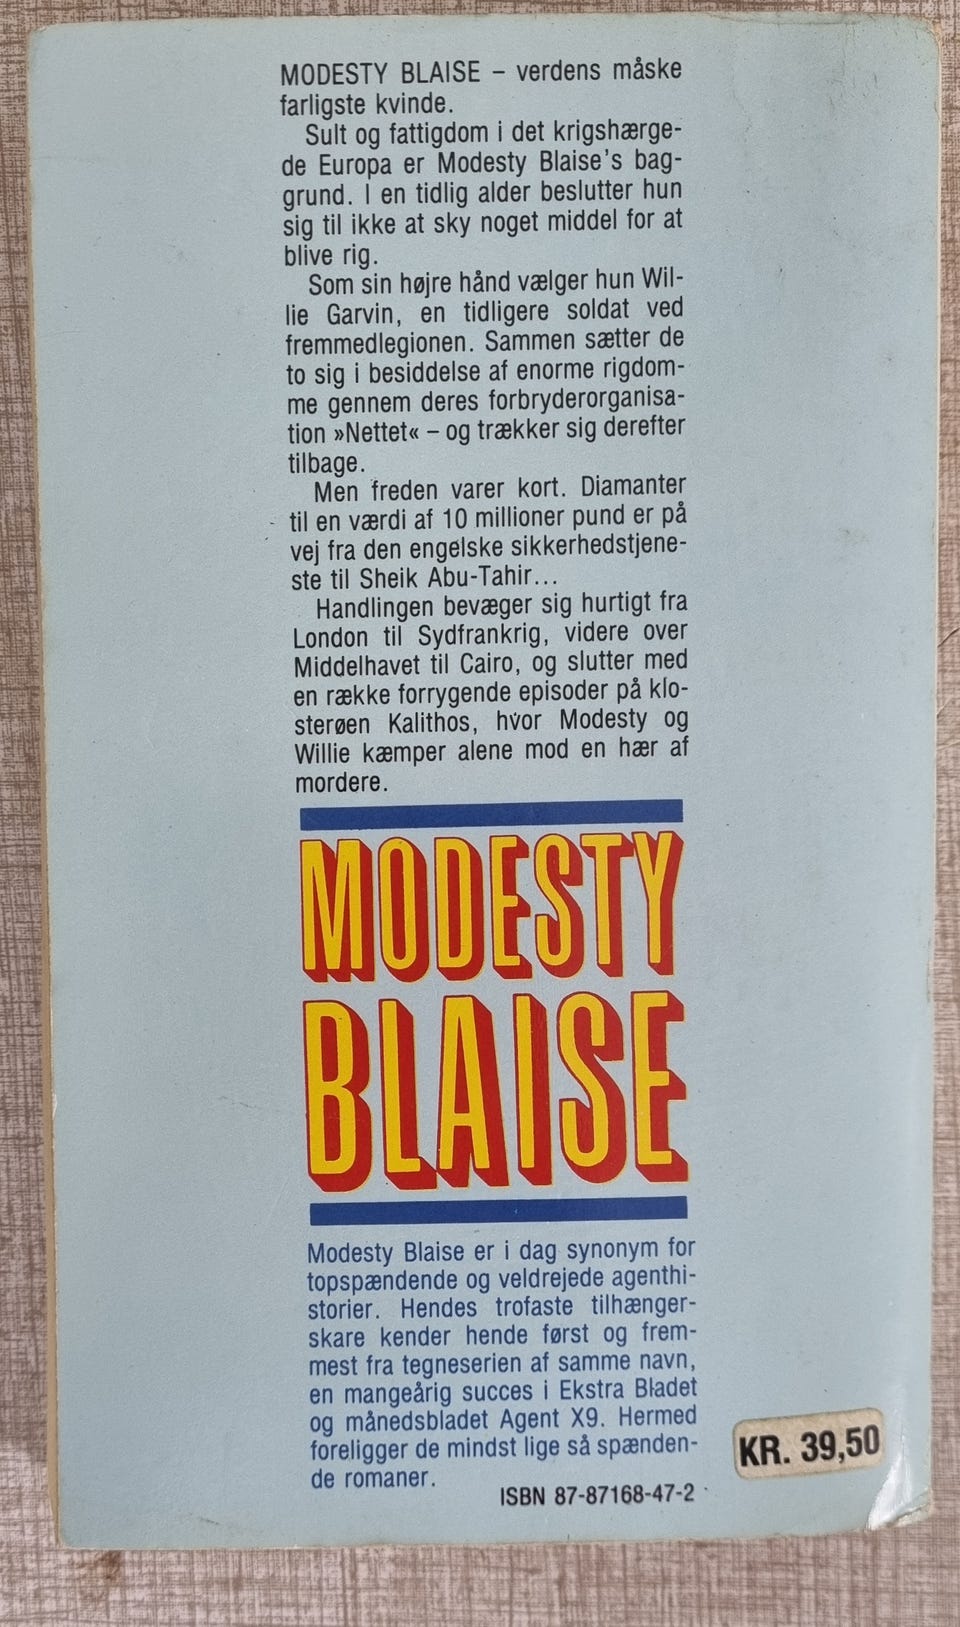 MODESTY BLAISE – verdens måske
farligste kvinde.
Sult og fattigdom i det krigshærge-
de Europa er Modesty Blaise's bag-
grund. I en tidlig alder beslutter hun
sig til ikke at sky noget middel for at
blive rig.
Som sin højre hånd vælger hun Wil-
lie Garvin, en tidligere soldat ved
fremmedlegionen. Sammen sætter de
to sig i besiddelse af enorme rigdom-
me gennem deres forbryderorganisa-
tion »Nettet« – og trækker sig derefter
tilbage.
Men freden varer kort. Diamanter
til en værdi af 10 millioner pund er på
vej fra den engelske sikkerhedstjene-
ste til Sheik Abu-Tahir...
Handlingen bevæger sig hurtigt fra
London til Sydfrankrig, videre over
Middelhavet til Cairo, og slutter med
en række forrygende episoder på klo-
sterøen Kalithos, hvor Modesty og
Willie kæmper alene mod en hær af
mordere.
MODESTY
BLAISE
Modesty Blaise er i dag synonym for
topspændende og veldrejede agenthi-
storier. Hendes trofaste tilhænger-
skare kender hende først og frem-
mest fra tegneserien af samme navn,
en mangeårig succes i Ekstra Bladet
og månedsbladet Agent X9. Hermed
foreligger de mindst lige så spænden-
de romaner.
ISBN 87-87168-47-2
KR. 39,50